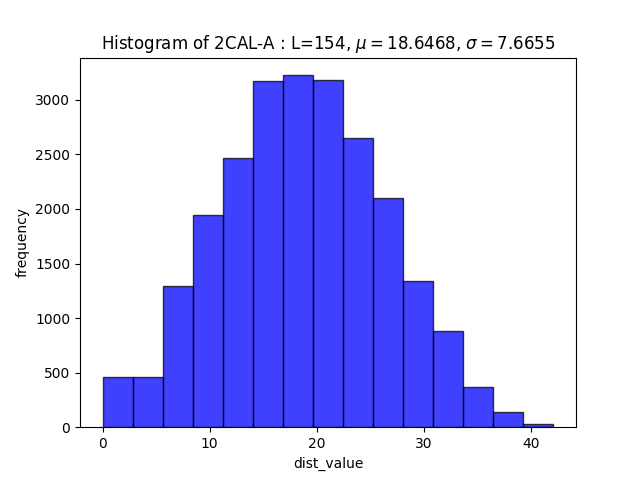 Histogram of 2CAL-A : L=154, μ = 18.6468, σ = 7.6655
frequency
3000
2500
2000
1500
1000
500
0
0 10 20 30 40
dist_value